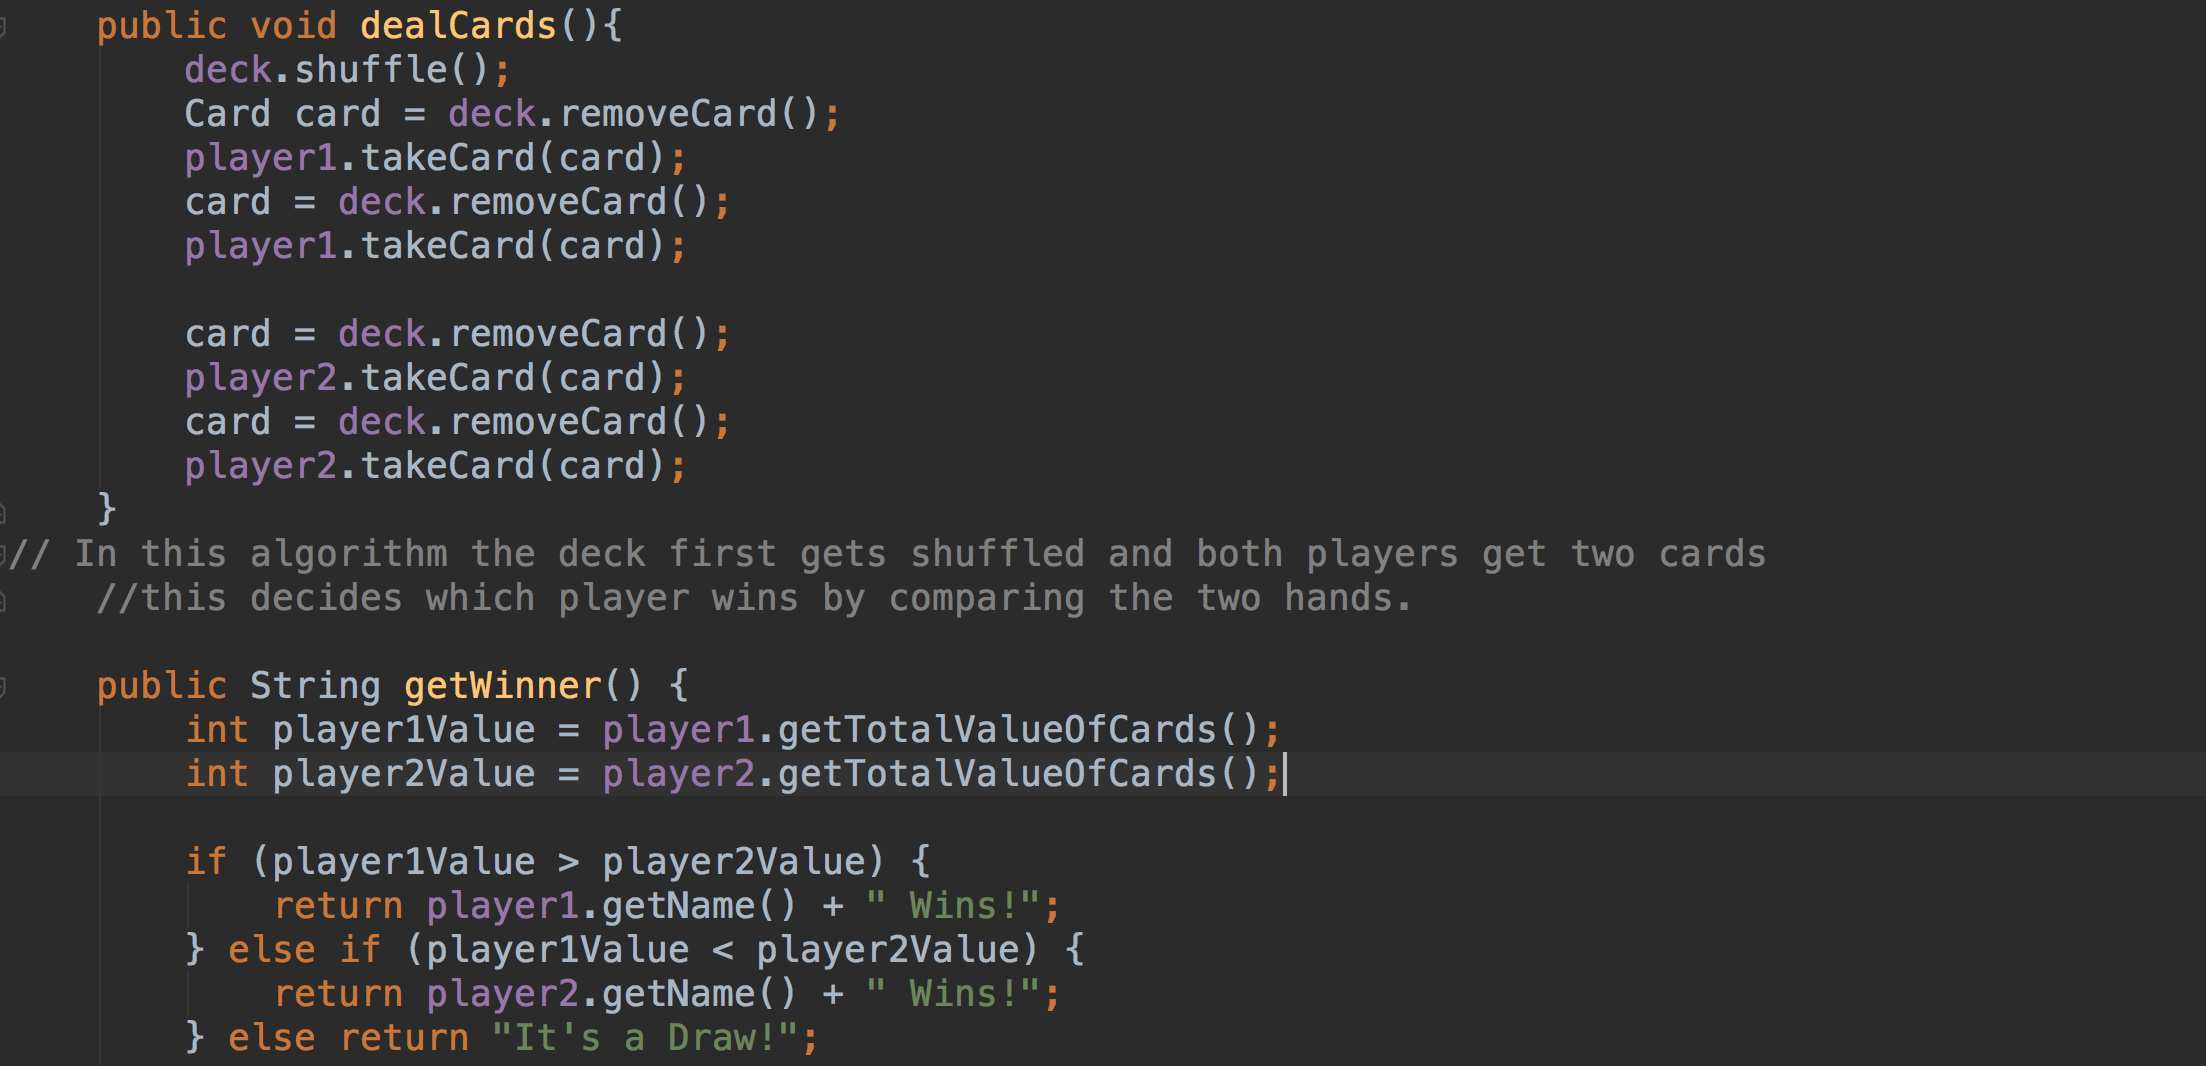 public void dealCards(){
deck.shuffle();
Card card = deck.removeCard();
player1.takeCard(card);
card = deck.removeCard();
player1.takeCard(card);
card = deck.removeCard();
player2.takeCard(card);
card = deck.removeCard();
player2.takeCard(card);
}
// In this algorithm the deck first gets shuffled and both players get two cards
//this decides which player wins by comparing the two hands.
public String getWinner() {
int player1Value = player1.getTotalValueOfCards();
int player2Value = player2.getTotalValueOfCards();
if (player1Value > player2Value) {
return player1.getName() + " Wins!";
} else if (player1Value < player2Value) {
return player2.getName() + " Wins!";
} else return "It's a Draw!";